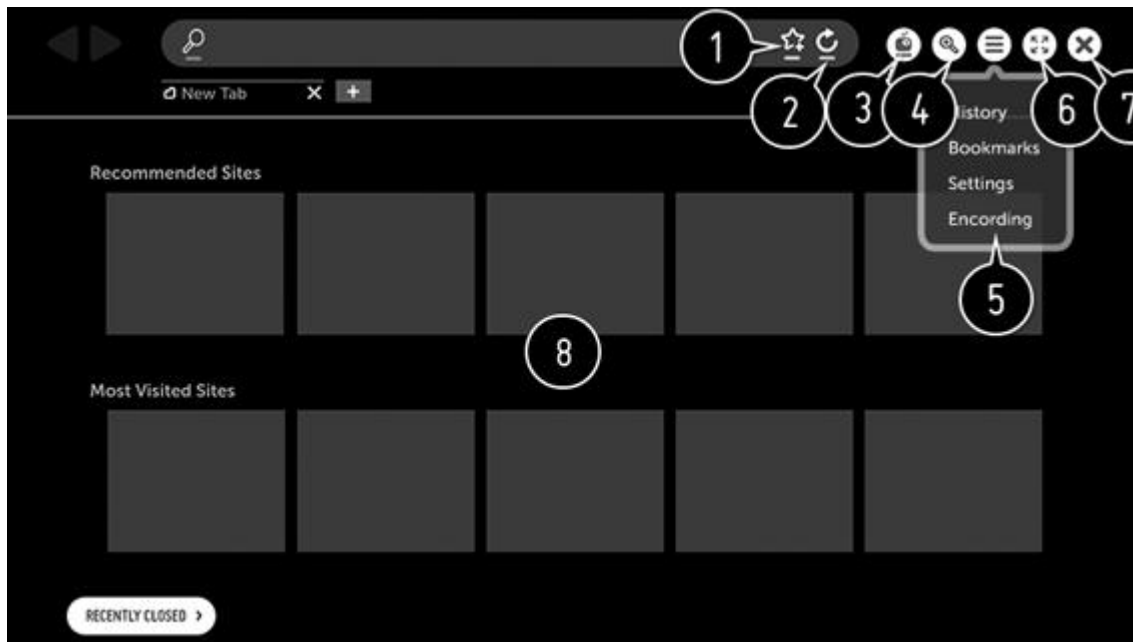 1
New Tab
2
3
4
6
7
History
Bookmarks
Settings
Encording
5
Recommended Sites
8
Most Visited Sites
RECENTLY CLOSED